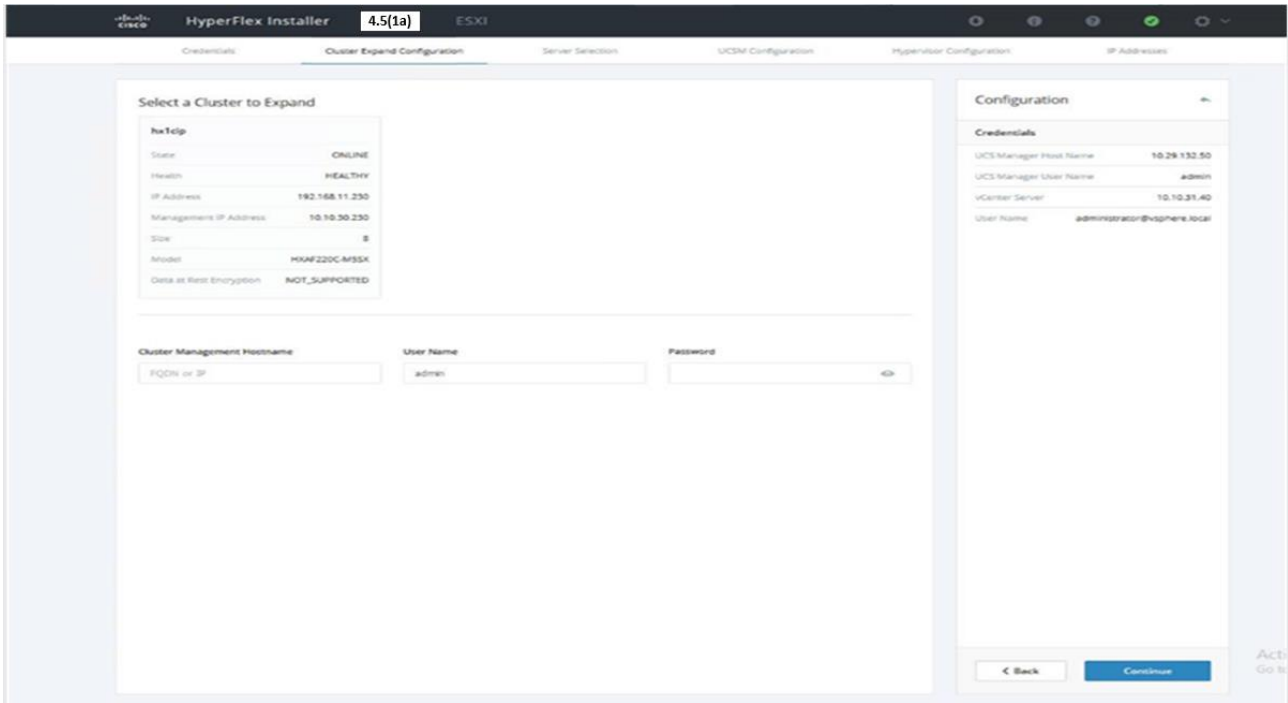 cisco HyperFlex Installer 4.5(1a) ESXi
Credentials Cluster Expand Configuration Server Selection UCSM Configuration Hypervisor Configuration IP Addresses
Select a Cluster to Expand
hx1clp
State ONLINE
Health HEALTHY
IP Address 192.168.11.230
Management IP Address 10.10.30.230
Size 8
Model HXAF220C-M5SX
Data at Rest Encryption NOT_SUPPORTED
Cluster Management Hostname User Name Password
FQDN or IP admin
Configuration
Credentials
UCS Manager Host Name 10.29.132.50
UCS Manager User Name admin
vCenter Server 10.10.31.40
User Name administrator@vsphere.local
< Back Continue
Acti
Go to